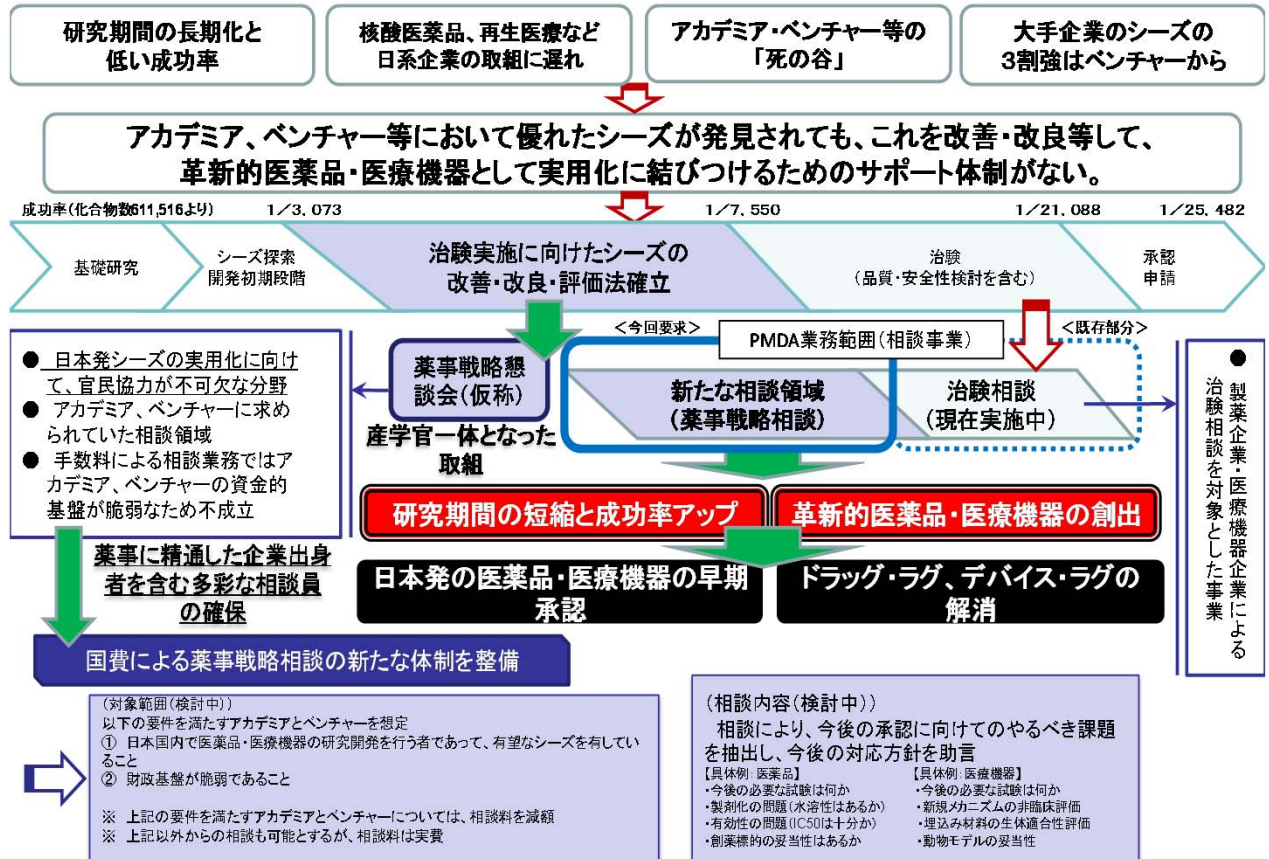 研究期間の長期化と
低い成功率
核酸医薬品、再生医療など
日系企業の取組に遅れ
アカデミア・ベンチャー等の
「死の谷」
大手企業のシーズの
3割強はベンチャーから
アカデミア、ベンチャー等において優れたシーズが発見されても、これを改善・改良等して、
革新的医薬品・医療機器として実用化に結びつけるためのサポート体制がない。
成功率(化合物数611,516より)
1/3,073
1/7,550
1/21,088
1/25,482
基礎研究
シーズ探索
開発初期段階
治験実施に向けたシーズの
改善・改良・評価法確立
治験
(品質・安全性検討を含む)
承認
申請
● 日本発シーズの実用化に向け
て、官民協力が不可欠な分野
● アカデミア、ベンチャーに求め
られていた相談領域
● 手数料による相談業務ではア
カデミア、ベンチャーの資金的
基盤が脆弱なため不成立
薬事戦略懇
談会(仮称)
産学官一体となった
取組
<今回要求>
PMDA業務範囲(相談事業)
<既存部分>
新たな相談領域
(薬事戦略相談)
治験相談
(現在実施中)
● 製薬企業・医療機器企業による
治験相談を対象とした事業
研究期間の短縮と成功率アップ
革新的医薬品・医療機器の創出
日本発の医薬品・医療機器の早期
承認
ドラッグ・ラグ、デバイス・ラグの
解消
薬事に精通した企業出身
者を含む多彩な相談員
の確保
国費による薬事戦略相談の新たな体制を整備
(対象範囲(検討中))
以下の要件を満たすアカデミアとベンチャーを想定
① 日本国内で医薬品・医療機器の研究開発を行う者であって、有望なシーズを有してい
ること
② 財政基盤が脆弱であること
※ 上記の要件を満たすアカデミアとベンチャーについては、相談料を減額
※ 上記以外からの相談も可能とするが、相談料は実費
(相談内容(検討中))
相談により、今後の承認に向けてのやるべき課題
を抽出し、今後の対応方針を助言
【具体例:医薬品】
・今後の必要な試験は何か
・製剤化の問題(水溶性はあるか)
・有効性の問題(IC50は十分か)
・創薬標的の妥当性はあるか
【具体例:医療機器】
・今後の必要な試験は何か
・新規メカニズムの非臨床評価
・埋込み材料の生体適合性評価
・動物モデルの妥当性